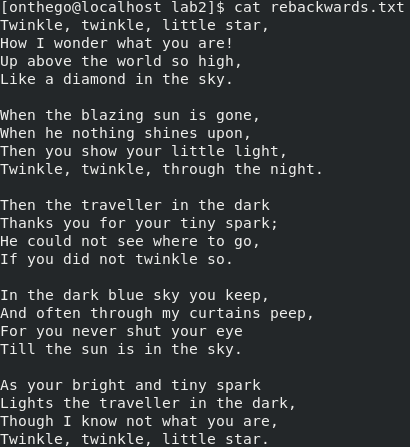 [onthego@localhost lab2]$ cat rebackwards.txt
Twinkle, twinkle, little star,
How I wonder what you are!
Up above the world so high,
Like a diamond in the sky.

When the blazing sun is gone,
When he nothing shines upon,
Then you show your little light,
Twinkle, twinkle, through the night.

Then the traveller in the dark
Thanks you for your tiny spark;
He could not see where to go,
If you did not twinkle so.

In the dark blue sky you keep,
And often through my curtains peep,
For you never shut your eye
Till the sun is in the sky.

As your bright and tiny spark
Lights the traveller in the dark,
Though I know not what you are,
Twinkle, twinkle, little star.